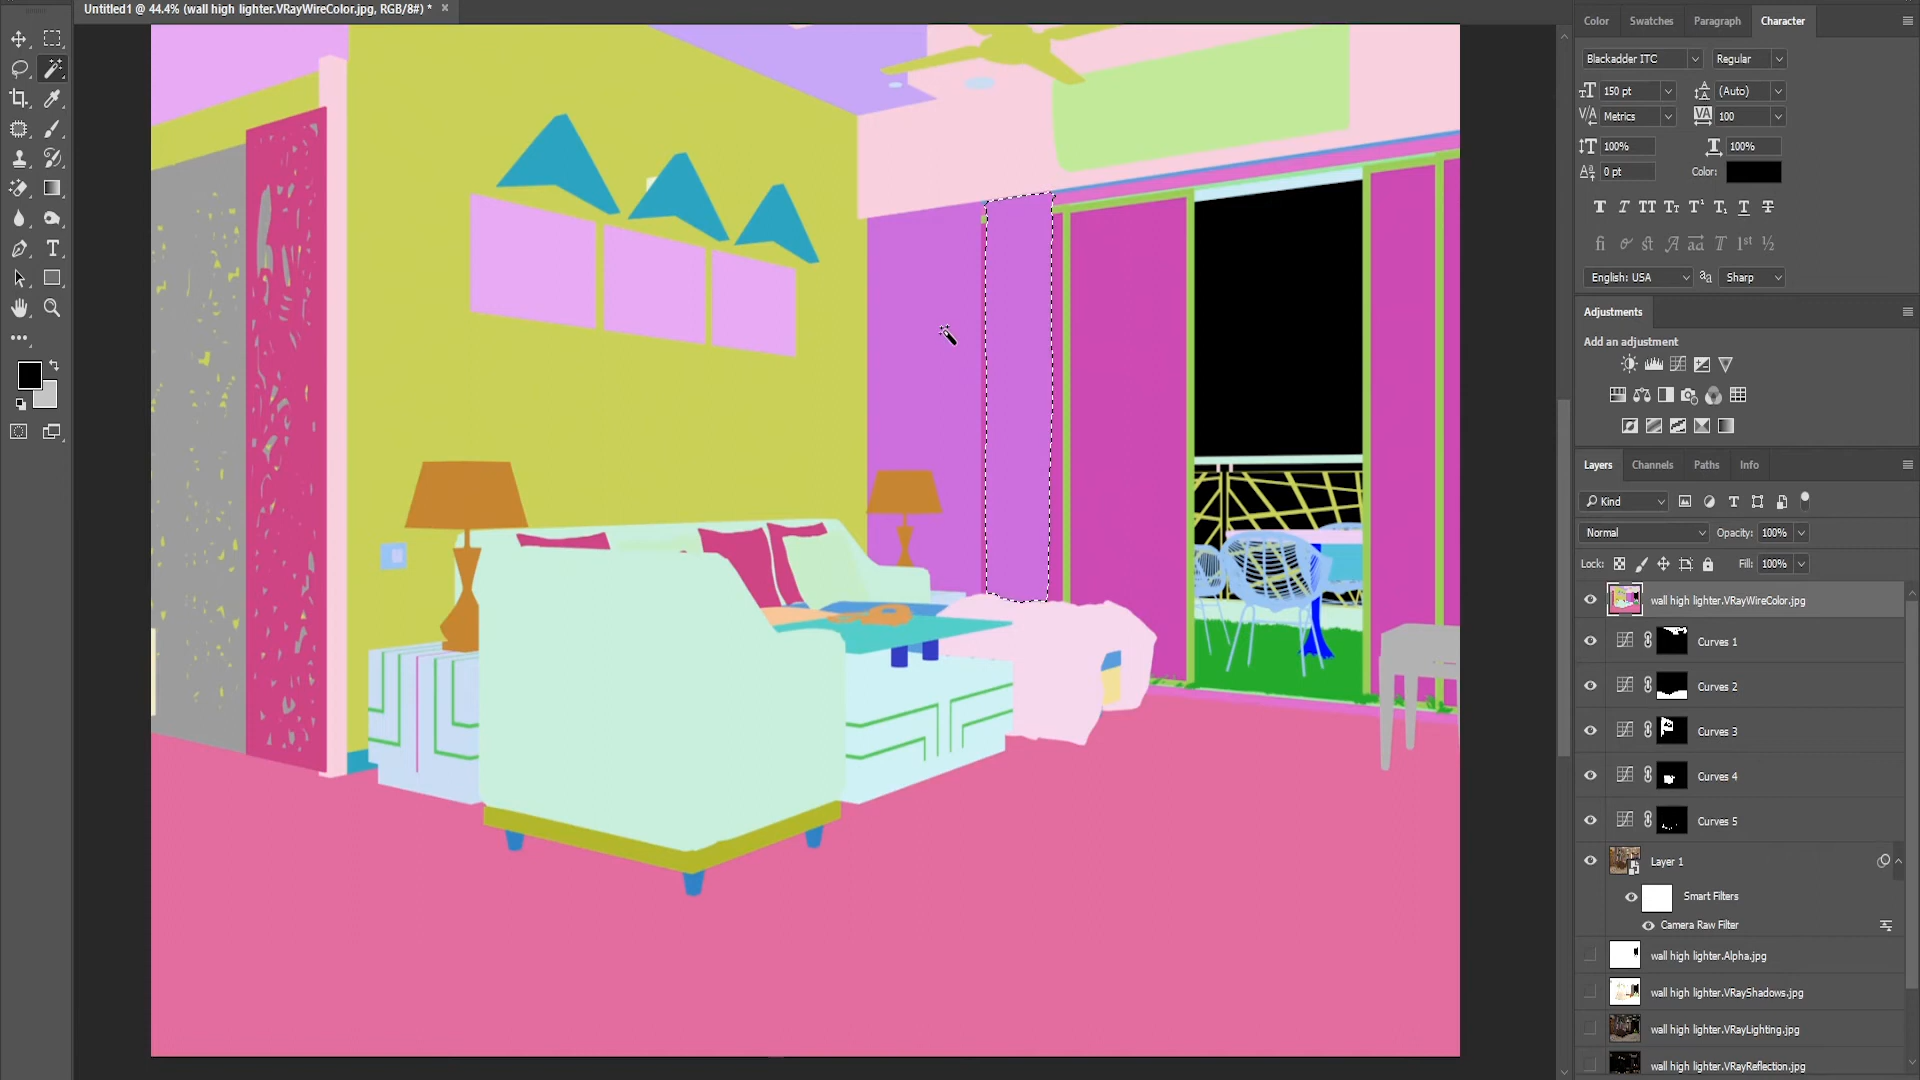 Untitled1 @ 44.4% (wall high lighter.VRayWireColor.jpg, RGB/8#) * ×
Color Swatches Paragraph Character
Blackadder ITC Regular
150 pt (Auto)
Metrics 100
100% 100%
0 pt Color:
English: USA Sharp
Adjustments
Add an adjustment
Layers Channels Paths Info
Kind
Normal Opacity: 100%
Lock: Fill: 100%
wall high lighter.VRayWireColor.jpg
Curves 1
Curves 2
Curves 3
Curves 4
Curves 5
Layer 1
Smart Filters
Camera Raw Filter
wall high lighter.Alpha.jpg
wall high lighter.VRayShadows.jpg
wall high lighter.VRayLighting.jpg
wall high lighter.VRayReflection.jpg